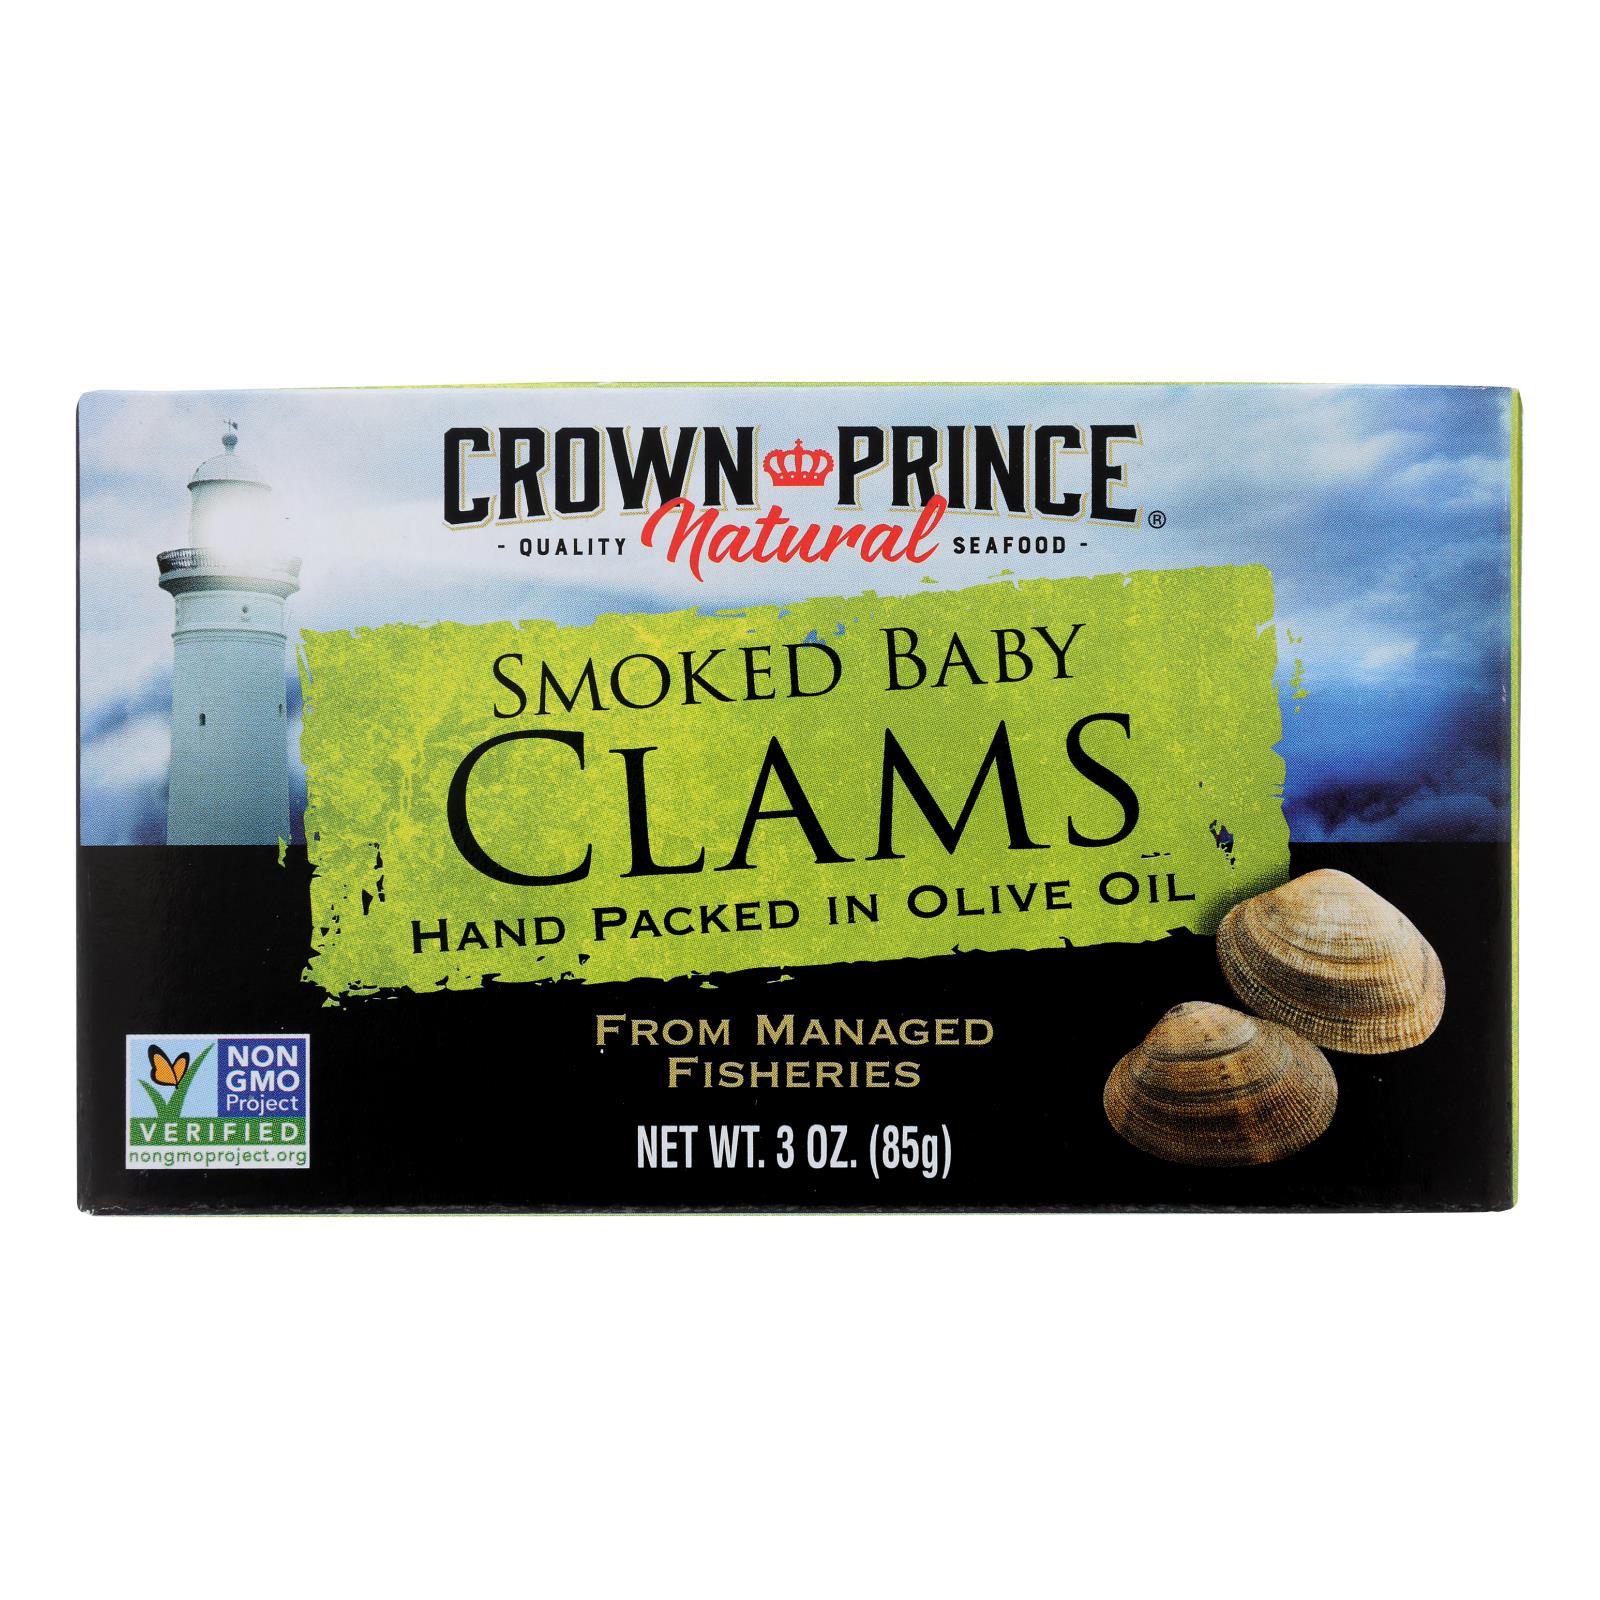 CROWN PRINCE®
- QUALITY Natural SEAFOOD -
SMOKED BABY
CLAMS
HAND PACKED IN OLIVE OIL
FROM MANAGED
FISHERIES
NET WT. 3 OZ. (85g)
NON
GMO
Project
VERIFIED
nongmoproject.org